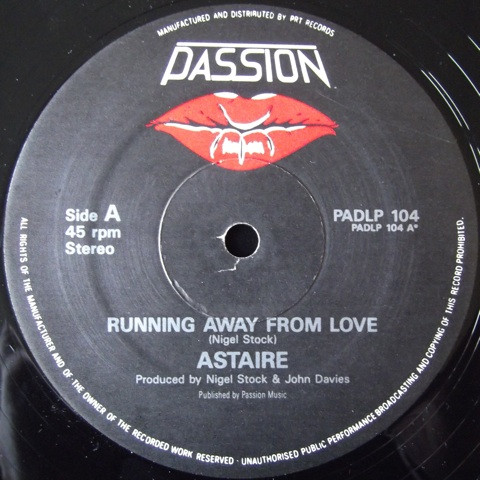 MANUFACTURED AND DISTRIBUTED BY PRT RECORDS
PASSION
Side A
45 rpm
Stereo
PADLP 104
PADLP 104 A*
RUNNING AWAY FROM LOVE
(Nigel Stock)
ASTAIRE
Produced by Nigel Stock & John Davies
Published by Passion Music
ALL RIGHTS OF THE MANUFACTURER AND OF THE OWNER OF THE RECORDED WORK RESERVED · UNAUTHORISED PUBLIC PERFORMANCE BROADCASTING AND COPYING OF THIS RECORD PROHIBITED.